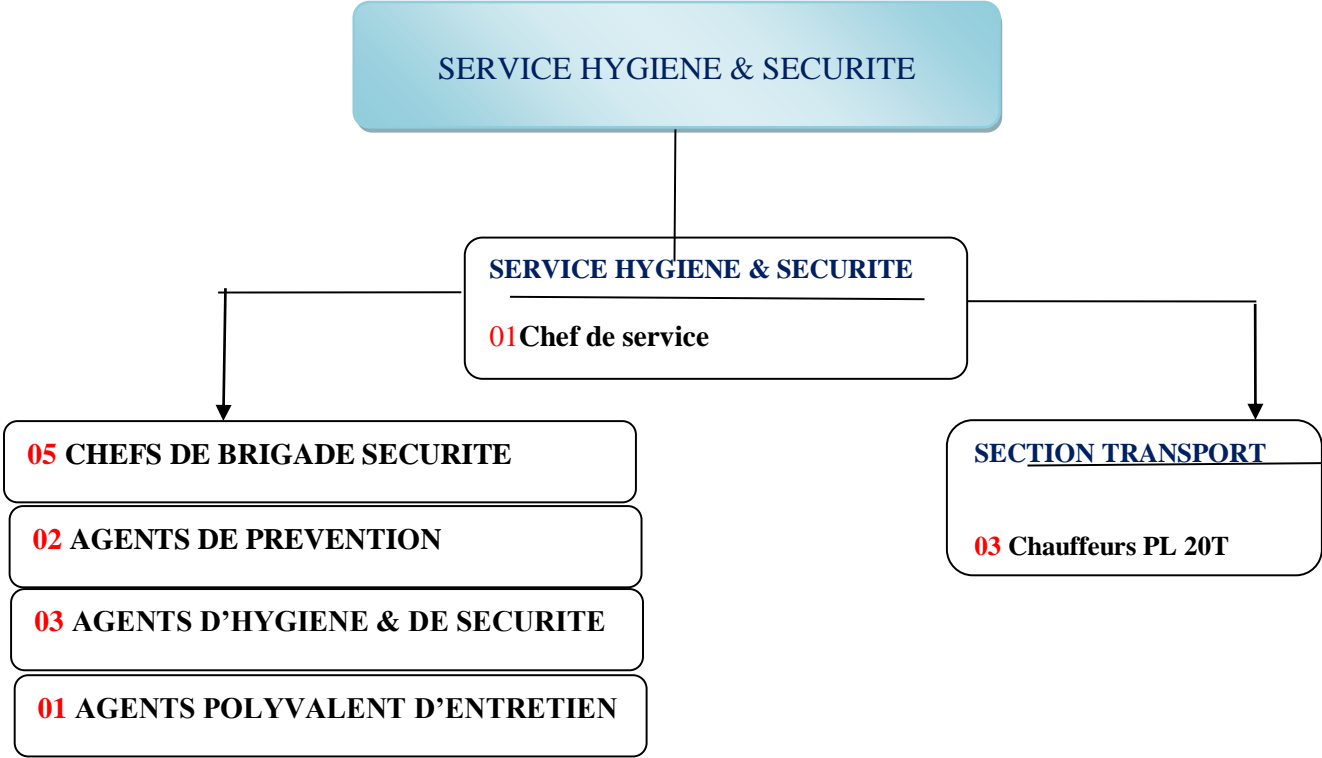 SERVICE HYGIENE & SECURITE
SERVICE HYGIENE & SECURITE
01Chef de service
05 CHEFS DE BRIGADE SECURITE
02 AGENTS DE PREVENTION
03 AGENTS D’HYGIENE & DE SECURITE
01 AGENTS POLYVALENT D’ENTRETIEN
SECTION TRANSPORT
03 Chauffeurs PL 20T